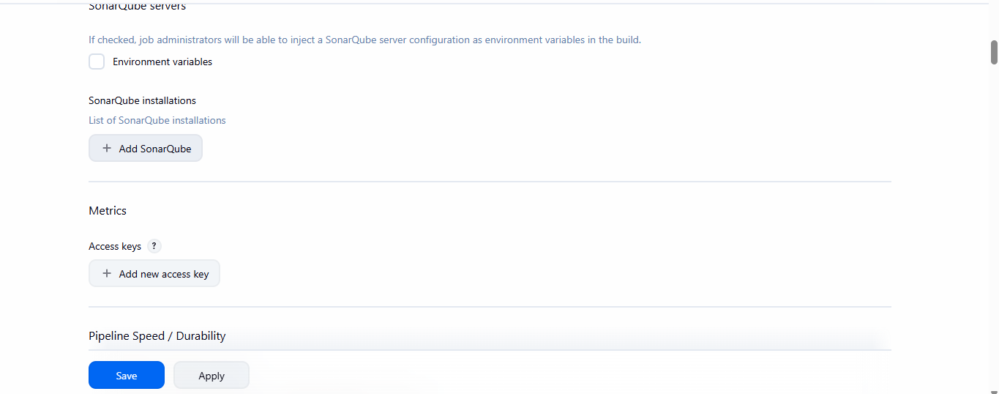 SonarQube servers
If checked, job administrators will be able to inject a SonarQube server configuration as environment variables in the build.
Environment variables
SonarQube installations
List of SonarQube installations
+ Add SonarQube
Metrics
Access keys ?
+ Add new access key
Pipeline Speed / Durability
Save Apply